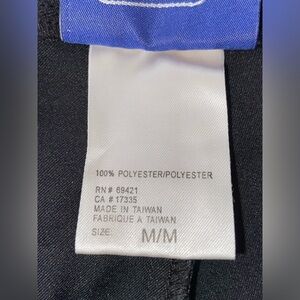 100% POLYESTER/POLYESTER
RN# 69421
CA# 17335
MADE IN TAIWAN
FABRIQUE A TAIWAN
SIZE: M/M